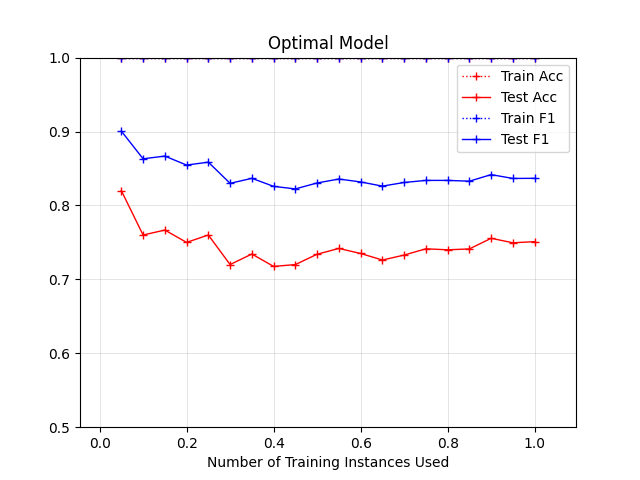 Optimal Model
1.0
0.9
0.8
0.7
0.6
0.5
Train Acc
Test Acc
Train F1
Test F1
0.0 0.2 0.4 0.6 0.8 1.0
Number of Training Instances Used